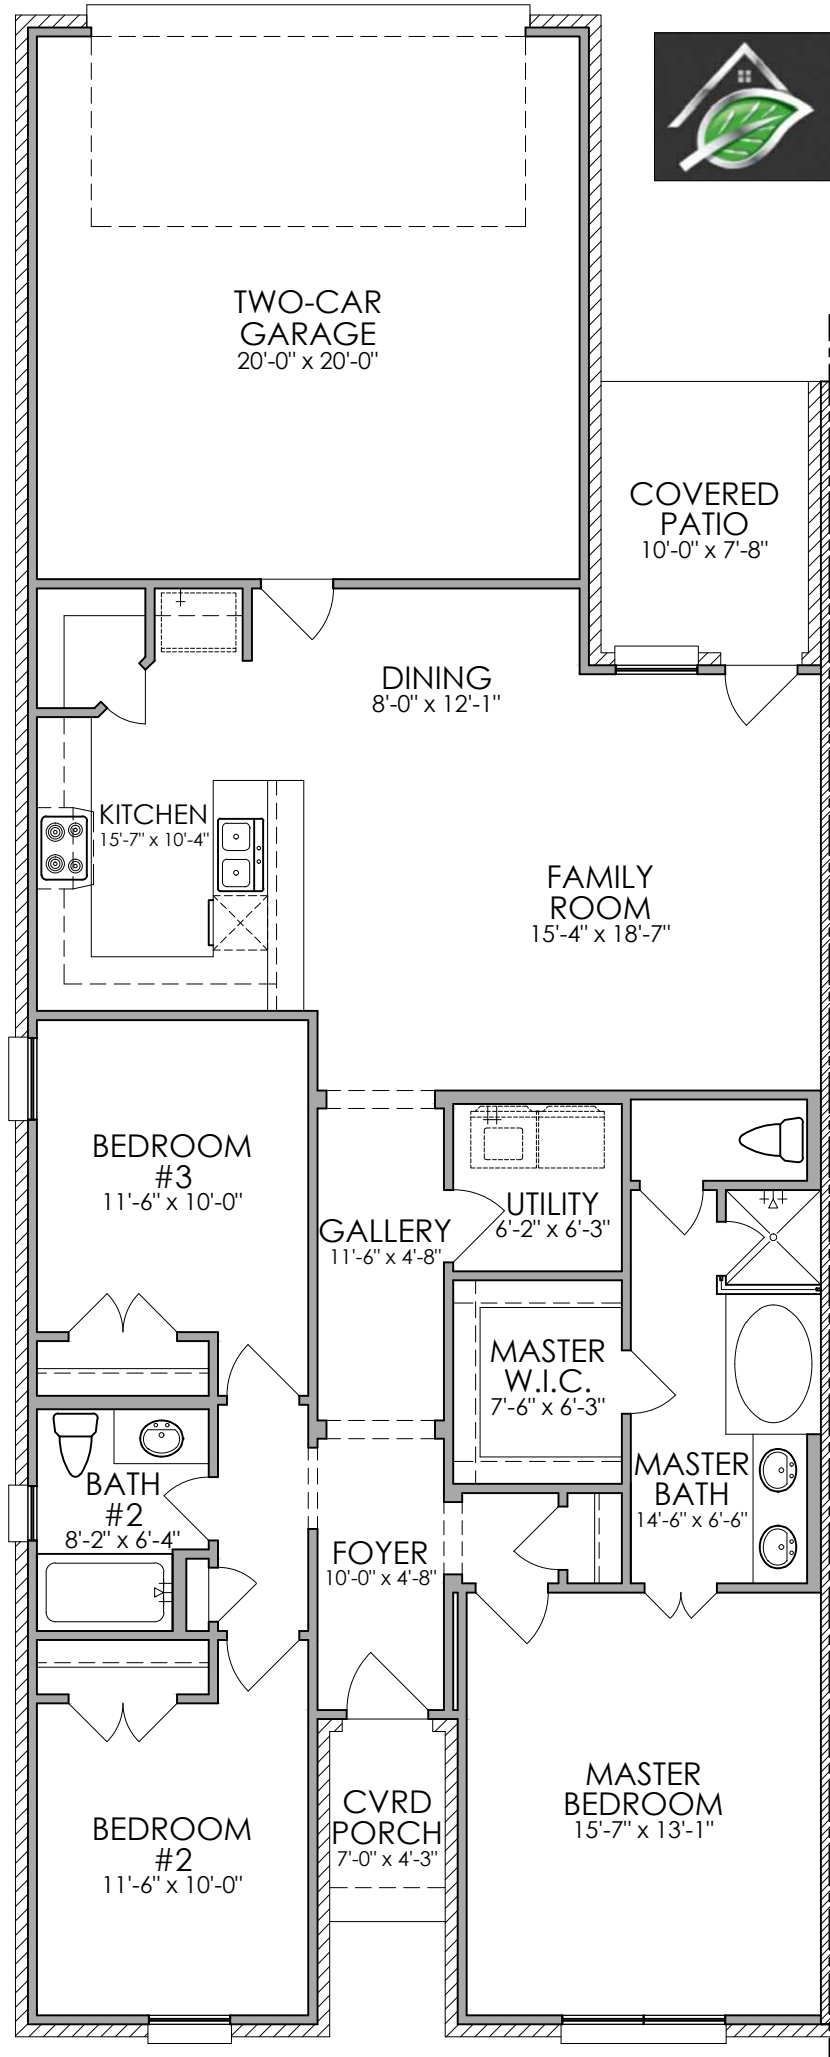 TWO-CAR
GARAGE
20'-0" x 20'-0"
COVERED
PATIO
10'-0" x 7'-8"
DINING
8'-0" x 12'-1"
KITCHEN
15'-7" x 10'-4"
FAMILY
ROOM
15'-4" x 18'-7"
BEDROOM
#3
11'-6" x 10'-0"
GALLERY
11'-6" x 4'-8"
UTILITY
6'-2" x 6'-3"
MASTER
W.I.C.
7'-6" x 6'-3"
BATH
#2
8'-2" x 6'-4"
MASTER
BATH
14'-6" x 6'-6"
FOYER
10'-0" x 4'-8"
BEDROOM
#2
11'-6" x 10'-0"
CVRD
PORCH
7'-0" x 4'-3"
MASTER
BEDROOM
15'-7" x 13'-1"